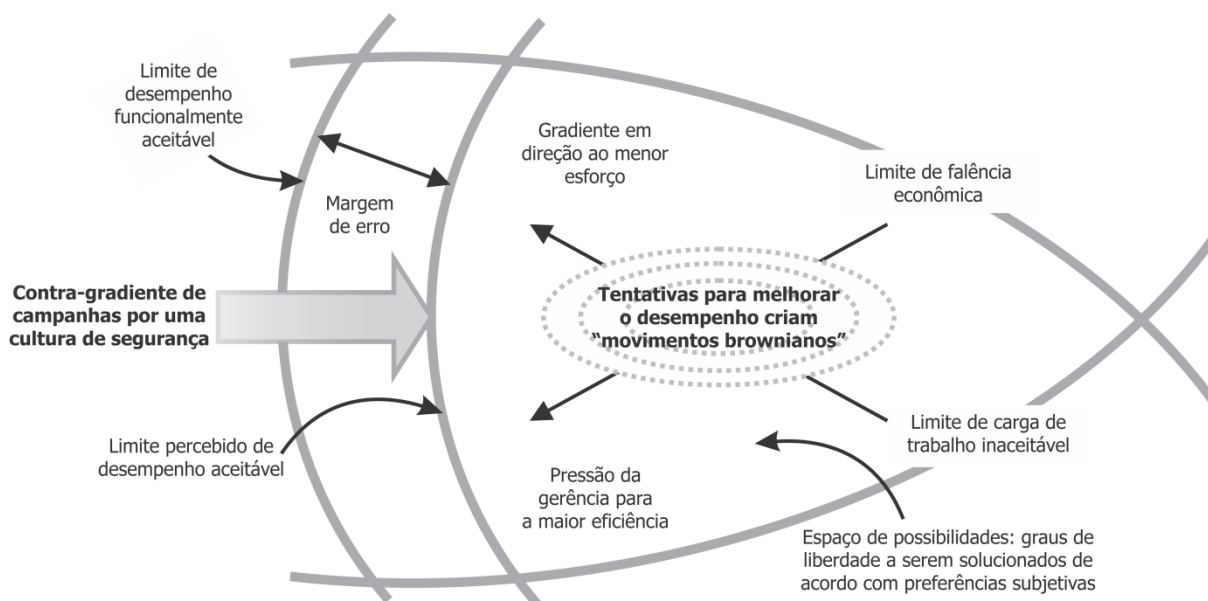 Limite de
desempenho
funcionalmente
aceitável
Gradiente em
direção ao menor
esforço
Limite de falência
econômica
Margem
de erro
Contra-gradiente de
campanhas por uma
cultura de segurança
Tentativas para melhorar
o desempenho criam
“movimentos brownianos”
Limite percebido de
desempenho aceitável
Limite de carga de
trabalho inaceitável
Pressão da
gerência para
a maior eficiência
Espaço de possibilidades: graus de
liberdade a serem solucionados de
acordo com preferências subjetivas